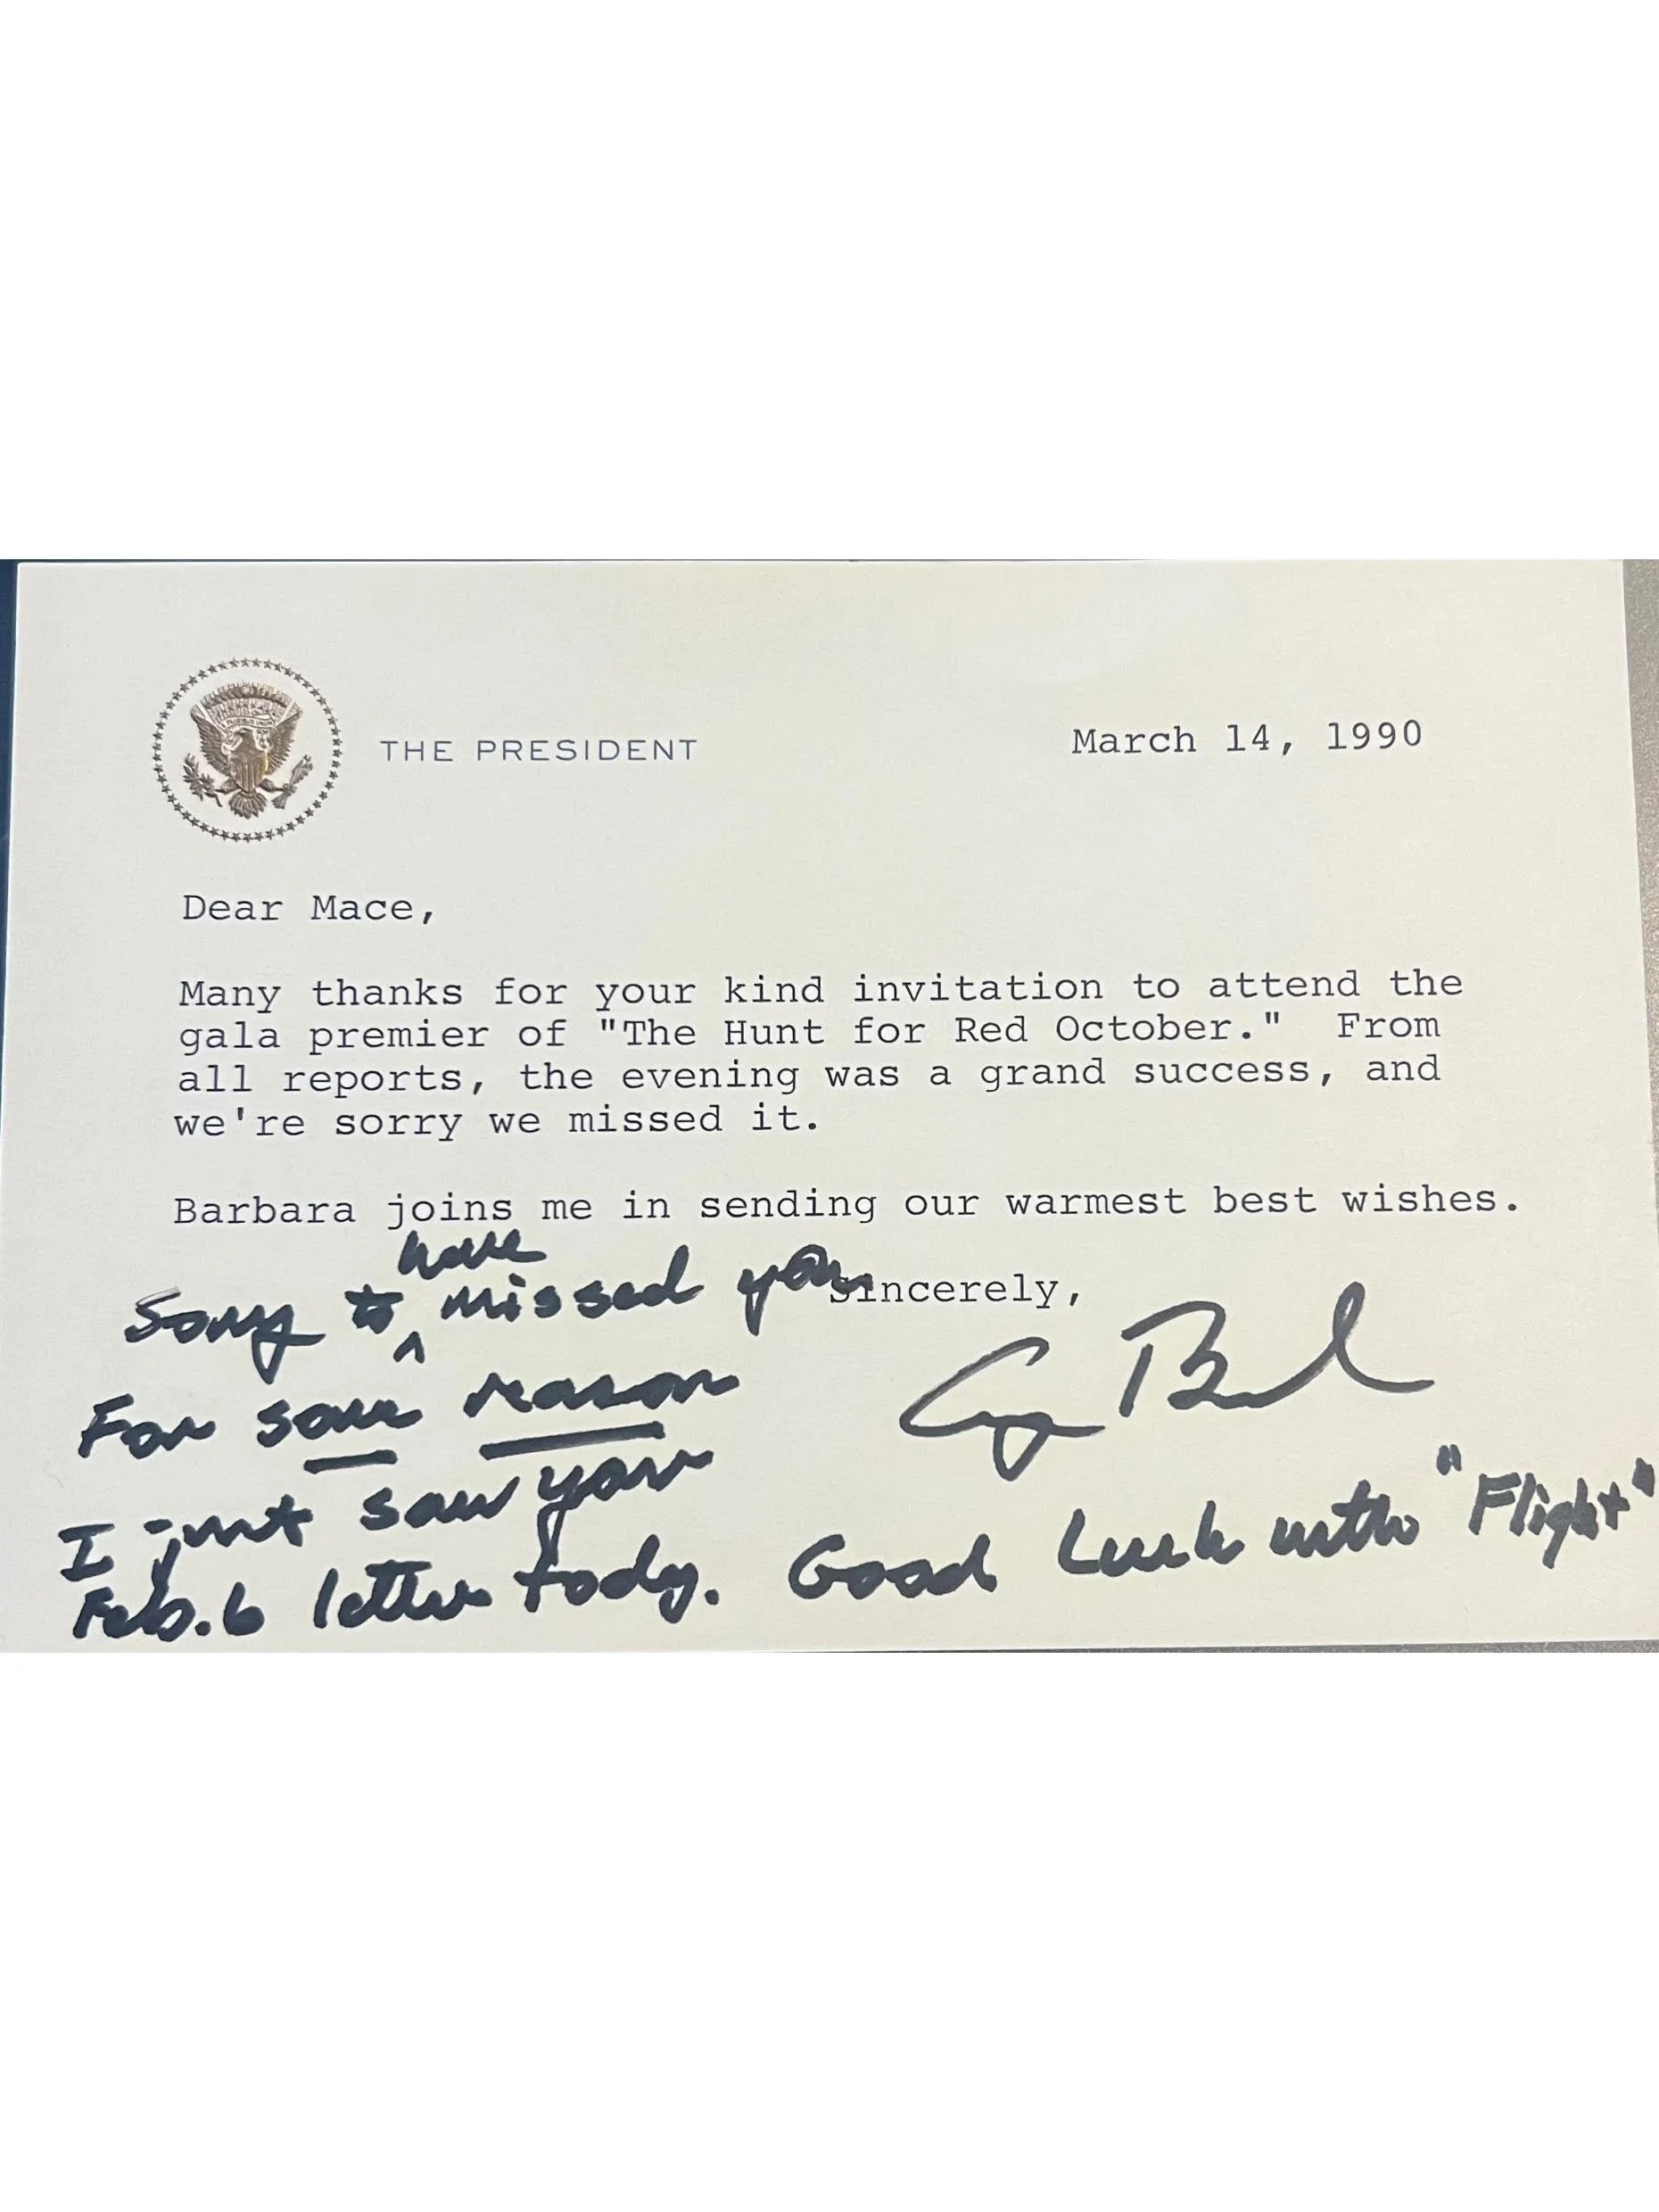 THE PRESIDENT
March 14, 1990
Dear Mace,
Many thanks for your kind invitation to attend the
gala premier of "The Hunt for Red October." From
all reports, the evening was a grand success, and
we're sorry we missed it.
Barbara joins me in sending our warmest best wishes.
Sincerely,
have
Sorry to ^ missed you
For some reason
I just saw your
Feb. 6 letter today. Good Luck with "Flight"
G Bush